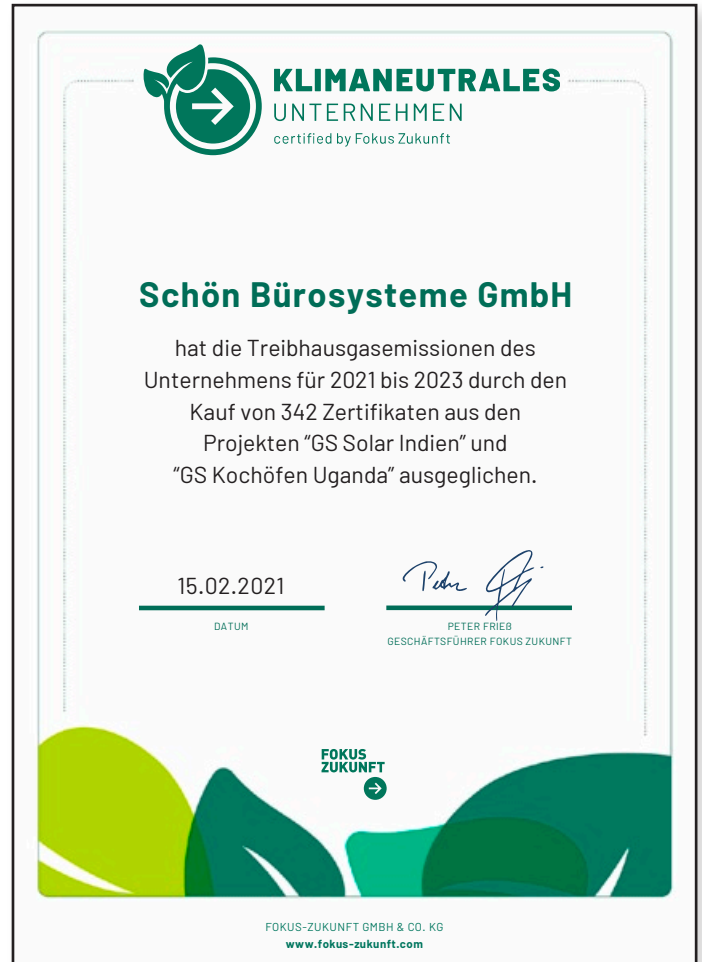 KLIMANEUTRALES
UNTERNEHMEN
certified by Fokus Zukunft
Schön Bürosysteme GmbH
hat die Treibhausgasemissionen des
Unternehmens für 2021 bis 2023 durch den
Kauf von 342 Zertifikaten aus den
Projekten “GS Solar Indien” und
“GS Kochöfen Uganda” ausgeglichen.
15.02.2021
DATUM
PETER FRIEß
GESCHÄFTSFÜHRER FOKUS ZUKUNFT
FOKUS
ZUKUNFT
FOKUS-ZUKUNFT GMBH & CO. KG
www.fokus-zukunft.com